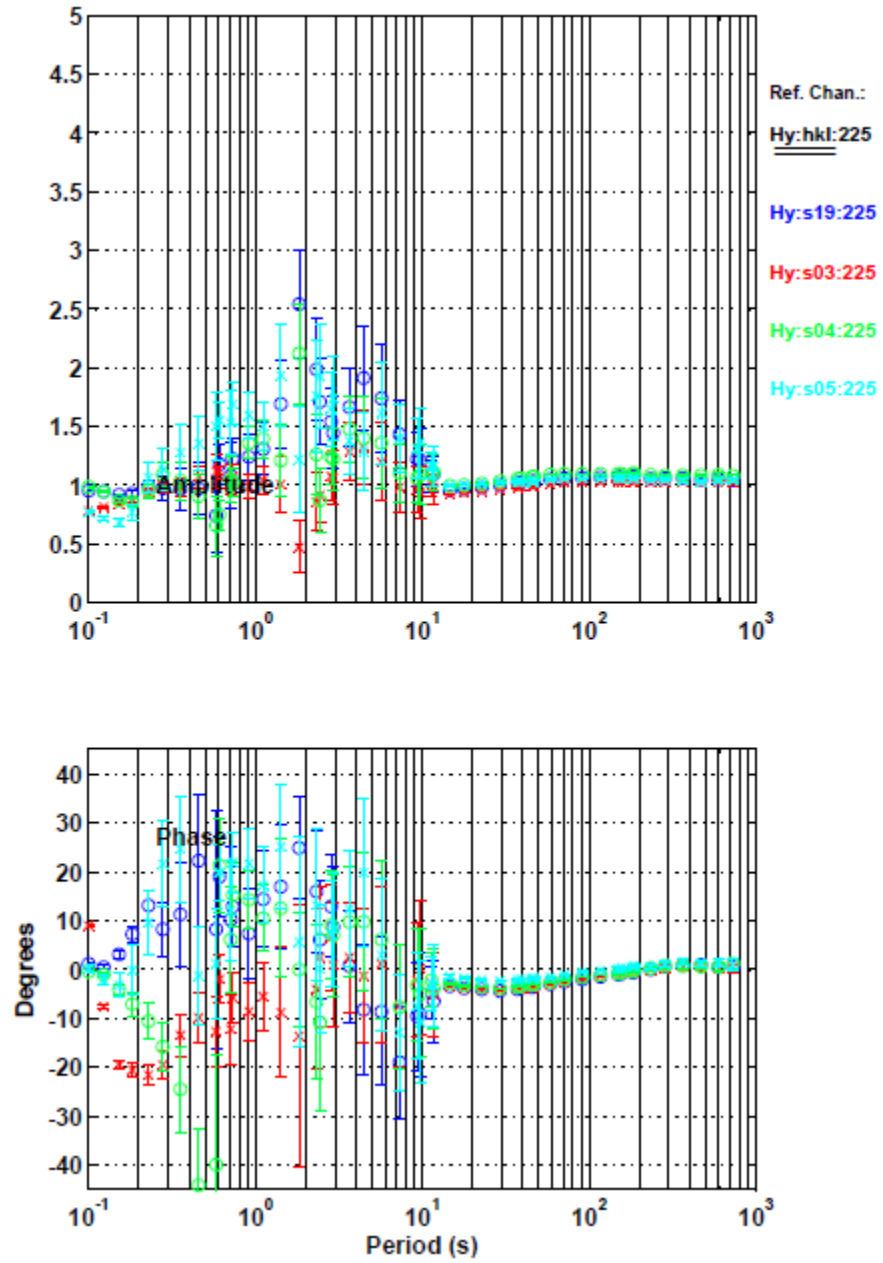 5
4.5
4
3.5
3
2.5
2
1.5
1
0.5
0
Amplitude
10^-1 10^0 10^1 10^2 10^3
Ref. Chan.:
Hy:hkl:225
Hy:s19:225
Hy:s03:225
Hy:s04:225
Hy:s05:225
40
30
20
10
0
-10
-20
-30
-40
Degrees
Phase
10^-1 10^0 10^1 10^2 10^3
Period (s)